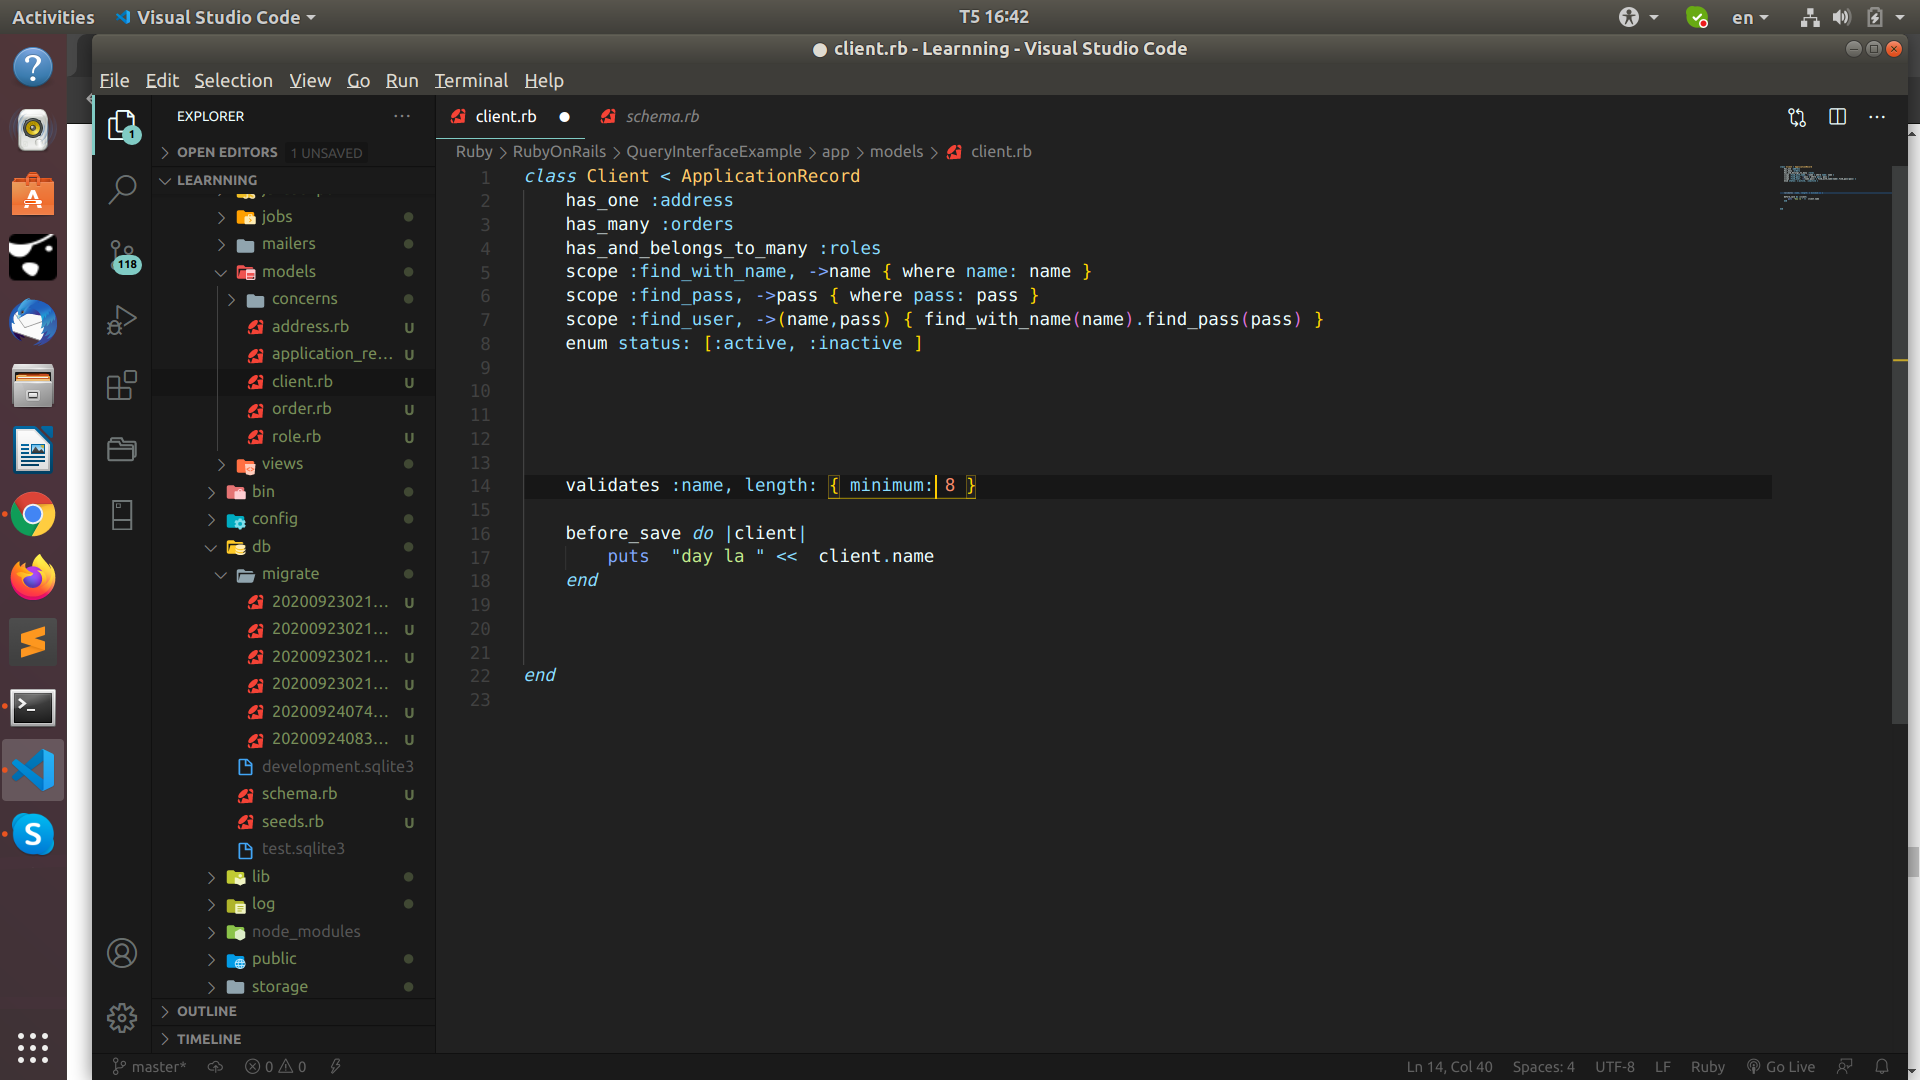 Activities
Visual Studio Code
T5 16:42
en
client.rb - Learnning - Visual Studio Code
File Edit Selection View Go Run Terminal Help
EXPLORER
OPEN EDITORS 1 UNSAVED
LEARNNING
jobs
mailers
models
concerns
address.rb U
application_re... U
client.rb U
order.rb U
role.rb U
views
bin
config
db
migrate
20200923021... U
20200923021... U
20200923021... U
20200923021... U
20200924074... U
20200924083... U
development.sqlite3
schema.rb U
seeds.rb U
test.sqlite3
lib
log
node_modules
public
storage
OUTLINE
TIMELINE
1
118
client.rb
schema.rb
Ruby > RubyOnRails > QueryInterfaceExample > app > models > client.rb
1 class Client < ApplicationRecord
2 has_one :address
3 has_many :orders
4 has_and_belongs_to_many :roles
5 scope :find_with_name, ->name { where name: name }
6 scope :find_pass, ->pass { where pass: pass }
7 scope :find_user, ->(name,pass) { find_with_name(name).find_pass(pass) }
8 enum status: [:active, :inactive ]
9
10
11
12
13
14 validates :name, length: { minimum: 8 }
15
16 before_save do |client|
17 puts "day la " << client.name
18 end
19
20
21
22 end
23
master* 0 0
Ln 14, Col 40 Spaces: 4 UTF-8 LF Ruby Go Live